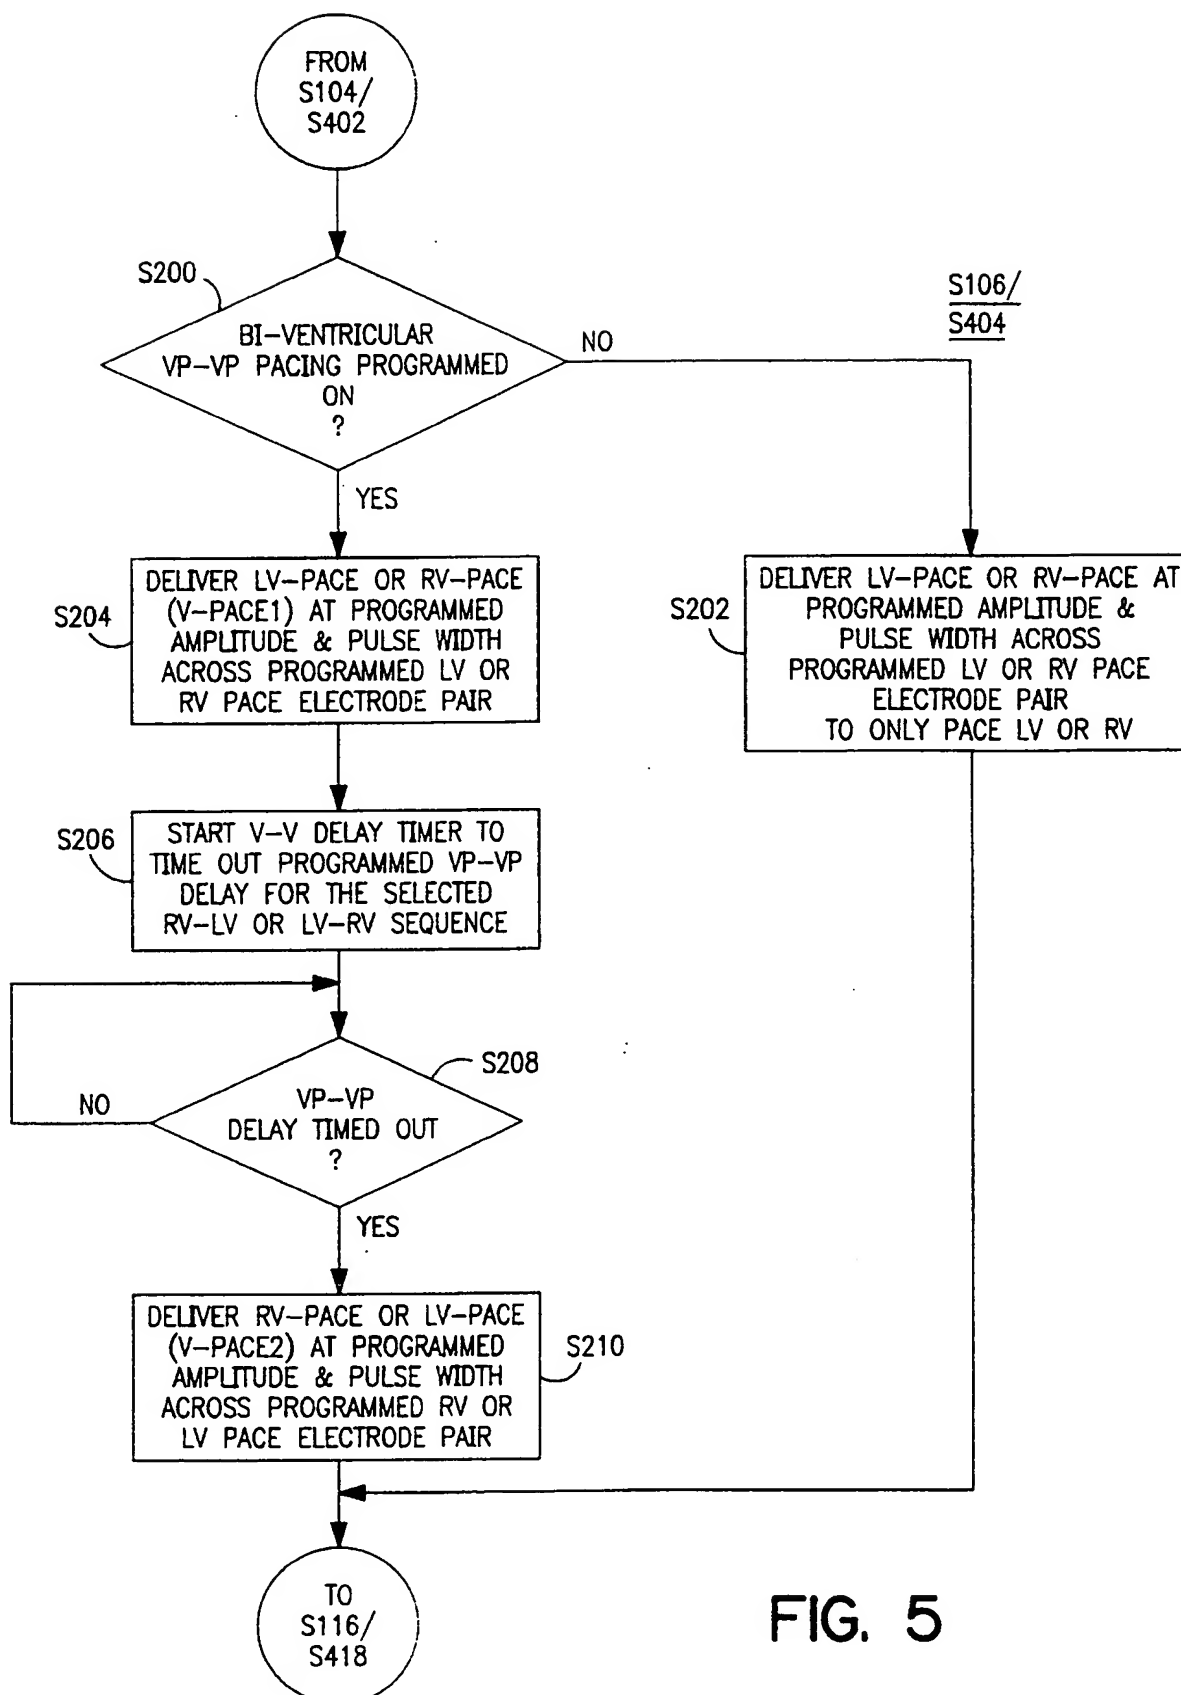 FROM
S104/
S402
S200
BI-VENTRICULAR
VP-VP PACING PROGRAMMED
ON
?
NO
S106/
S404
YES
S204
DELIVER LV-PACE OR RV-PACE
(V-PACE1) AT PROGRAMMED
AMPLITUDE & PULSE WIDTH
ACROSS PROGRAMMED LV OR
RV PACE ELECTRODE PAIR
S202
DELIVER LV-PACE OR RV-PACE AT
PROGRAMMED AMPLITUDE &
PULSE WIDTH ACROSS
PROGRAMMED LV OR RV PACE
ELECTRODE PAIR
TO ONLY PACE LV OR RV
S206
START V-V DELAY TIMER TO
TIME OUT PROGRAMMED VP-VP
DELAY FOR THE SELECTED
RV-LV OR LV-RV SEQUENCE
S208
VP-VP
DELAY TIMED OUT
?
NO
YES
DELIVER RV-PACE OR LV-PACE
(V-PACE2) AT PROGRAMMED
AMPLITUDE & PULSE WIDTH
ACROSS PROGRAMMED RV OR
LV PACE ELECTRODE PAIR
S210
TO
S116/
S418
FIG. 5